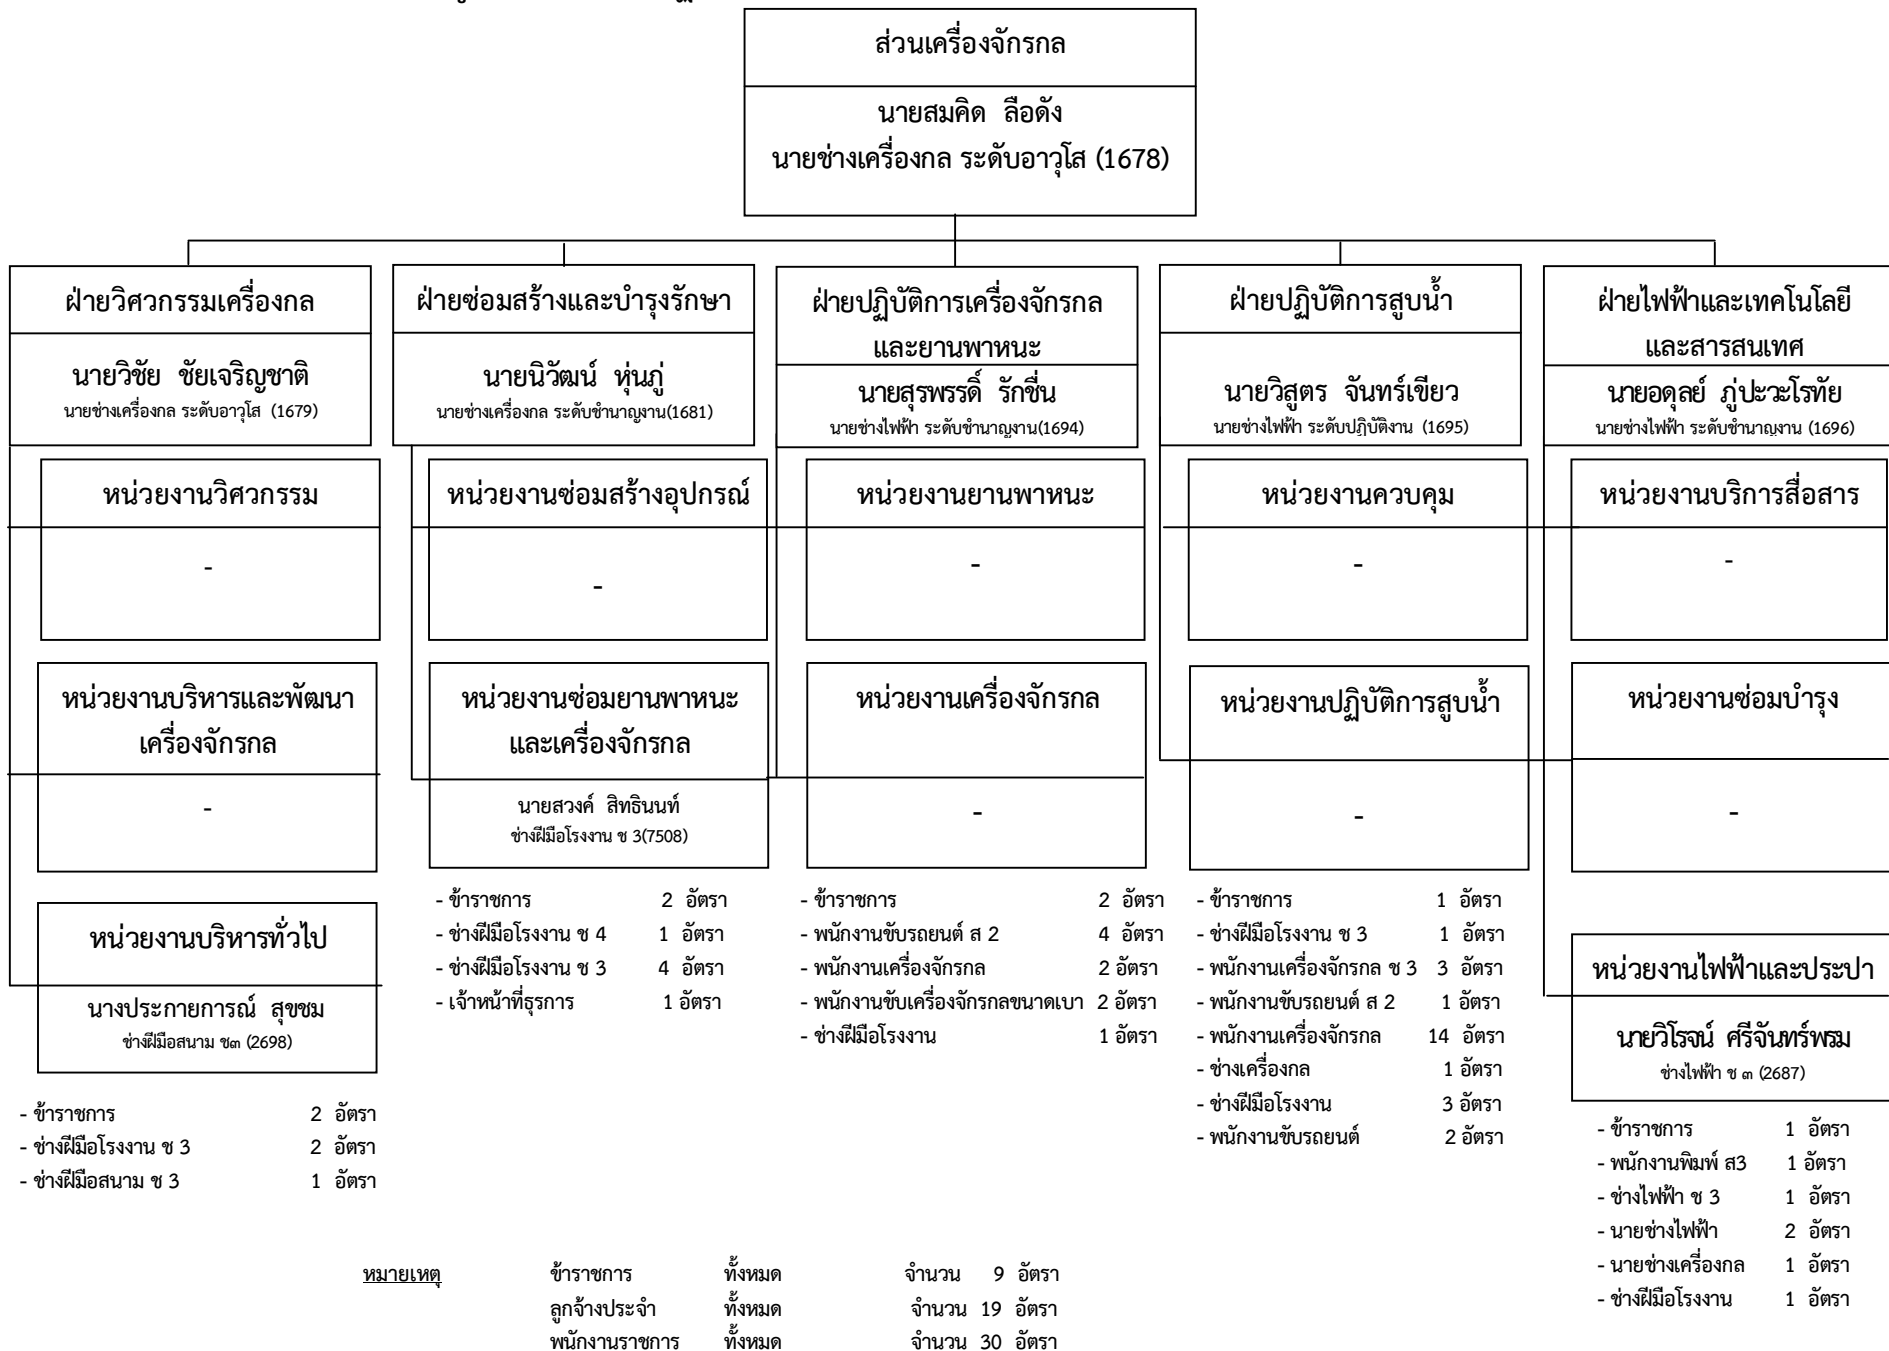 ส่วนเครื่องจักรกล
นายสมคิด ลือดัง
นายช่างเครื่องกล ระดับอาวุโส (1678)
ฝ่ายวิศวกรรมเครื่องกล
นายวิชัย ชัยเจริญชาติ
นายช่างเครื่องกล ระดับอาวุโส (1679)
หน่วยงานวิศวกรรม
-
หน่วยงานบริหารและพัฒนา
เครื่องจักรกล
-
หน่วยงานบริหารทั่วไป
นางประกายการณ์ สุขชม
ช่างฝีมือสนาม ช๓ (2698)
- ข้าราชการ 2 อัตรา
- ช่างฝีมือโรงงาน ช 3 2 อัตรา
- ช่างฝีมือสนาม ช 3 1 อัตรา
ฝ่ายซ่อมสร้างและบำรุงรักษา
นายนิวัฒน์ หุ่นภู่
นายช่างเครื่องกล ระดับชำนาญงาน(1681)
หน่วยงานซ่อมสร้างอุปกรณ์
-
หน่วยงานซ่อมยานพาหนะ
และเครื่องจักรกล
นายสวงค์ สิทธินนท์
ช่างฝีมือโรงงาน ช 3(7508)
- ข้าราชการ 2 อัตรา
- ช่างฝีมือโรงงาน ช 4 1 อัตรา
- ช่างฝีมือโรงงาน ช 3 4 อัตรา
- เจ้าหน้าที่ธุรการ 1 อัตรา
ฝ่ายปฏิบัติการเครื่องจักรกล
และยานพาหนะ
นายสุรพรรดิ์ รักชื่น
นายช่างไฟฟ้า ระดับชำนาญงาน(1694)
หน่วยงานยานพาหนะ
-
หน่วยงานเครื่องจักรกล
-
- ข้าราชการ 2 อัตรา
- พนักงานขับรถยนต์ ส 2 4 อัตรา
- พนักงานเครื่องจักรกล 2 อัตรา
- พนักงานขับเครื่องจักรกลขนาดเบา 2 อัตรา
- ช่างฝีมือโรงงาน 1 อัตรา
ฝ่ายปฏิบัติการสูบน้ำ
นายวิสูตร จันทร์เขียว
นายช่างไฟฟ้า ระดับปฏิบัติงาน (1695)
หน่วยงานควบคุม
-
หน่วยงานปฏิบัติการสูบน้ำ
-
- ข้าราชการ 1 อัตรา
- ช่างฝีมือโรงงาน ช 3 1 อัตรา
- พนักงานเครื่องจักรกล ช 3 3 อัตรา
- พนักงานขับรถยนต์ ส 2 1 อัตรา
- พนักงานเครื่องจักรกล 14 อัตรา
- ช่างเครื่องกล 1 อัตรา
- ช่างฝีมือโรงงาน 3 อัตรา
- พนักงานขับรถยนต์ 2 อัตรา
ฝ่ายไฟฟ้าและเทคโนโลยี
และสารสนเทศ
นายอดุลย์ ภู่ปะวะโรทัย
นายช่างไฟฟ้า ระดับชำนาญงาน (1696)
หน่วยงานบริการสื่อสาร
-
หน่วยงานซ่อมบำรุง
-
หน่วยงานไฟฟ้าและประปา
นายวิโรจน์ ศรีจันทร์พรม
ช่างไฟฟ้า ช ๓ (2687)
- ข้าราชการ 1 อัตรา
- พนักงานพิมพ์ ส3 1 อัตรา
- ช่างไฟฟ้า ช 3 1 อัตรา
- นายช่างไฟฟ้า 2 อัตรา
- นายช่างเครื่องกล 1 อัตรา
- ช่างฝีมือโรงงาน 1 อัตรา
หมายเหตุ ข้าราชการ ทั้งหมด จำนวน 9 อัตรา
ลูกจ้างประจำ ทั้งหมด จำนวน 19 อัตรา
พนักงานราชการ ทั้งหมด จำนวน 30 อัตรา